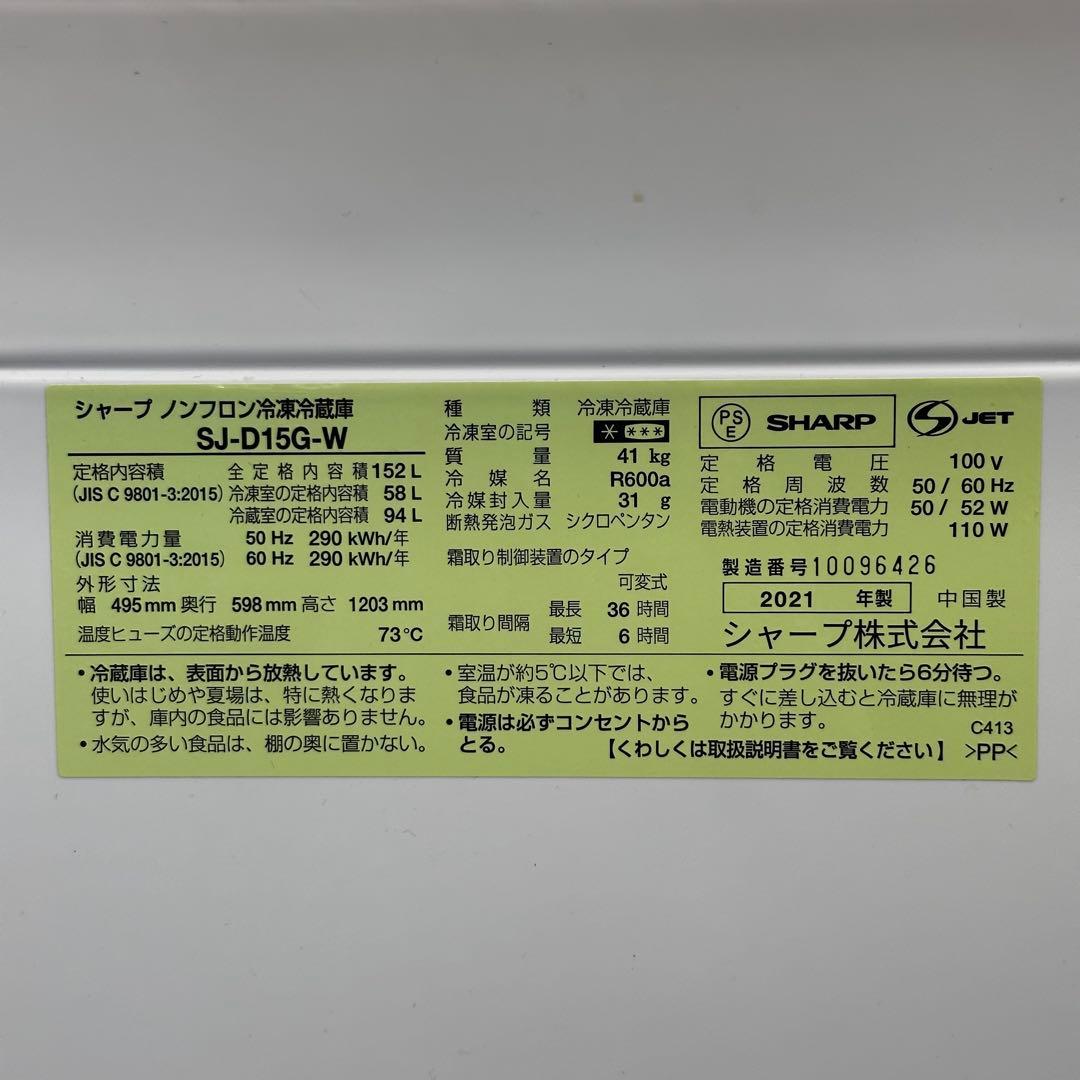 シャープ ノンフロン冷凍冷蔵庫
SJ-D15G-W
定格内容積 全定格内容積 152 L
(JIS C 9801-3:2015) 冷凍室の定格内容積 58 L
冷蔵室の定格内容積 94 L
消費電力量 50 Hz 290 kWh/年
(JIS C 9801-3:2015) 60 Hz 290 kWh/年
外形寸法
幅 495 mm 奥行 598 mm 高さ 1203 mm
温度ヒューズの定格動作温度 73℃
種類 冷凍冷蔵庫
冷凍室の記号 ****
質量 41 kg
冷媒名 R600a
冷媒封入量 31 g
断熱発泡ガス シクロペンタン
霜取り制御装置のタイプ
可変式
霜取り間隔 最長 36 時間
最短 6 時間
PSE SHARP S JET
定格電圧 100 V
定格周波数 50 / 60 Hz
電動機の定格消費電力 50 / 52 W
電熱装置の定格消費電力 110 W
製造番号 10096426
2021 年製 中国製
シャープ株式会社
・冷蔵庫は、表面から放熱しています。
使いはじめや夏場は、特に熱くなりま
すが、庫内の食品には影響ありません。
・水気の多い食品は、棚の奥に置かない。
・室温が約5℃以下では、
食品が凍ることがあります。
・電源は必ずコンセントから
とる。
・電源プラグを抜いたら6分待つ。
すぐに差し込むと冷蔵庫に無理が
かかります。
C413
【くわしくは取扱説明書をご覧ください】 >PP<